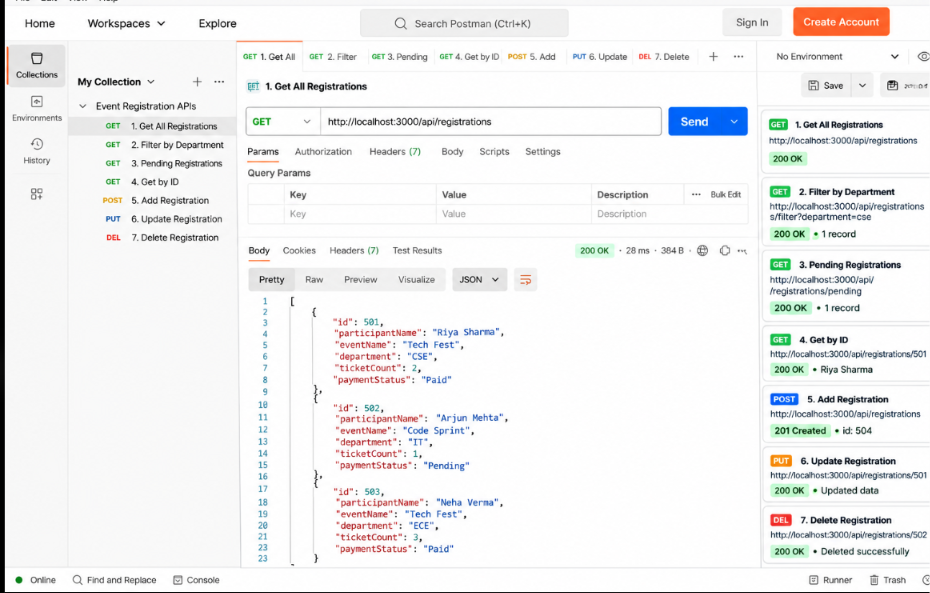 Home Workspaces Explore Search Postman (Ctrl+K) Sign In Create Account
Collections
Environments
History
My Collection + ...
Event Registration APIs
GET 1. Get All Registrations
GET 2. Filter by Department
GET 3. Pending Registrations
GET 4. Get by ID
POST 5. Add Registration
PUT 6. Update Registration
DEL 7. Delete Registration
GET 1. Get All GET 2. Filter GET 3. Pending GET 4. Get by ID POST 5. Add PUT 6. Update DEL 7. Delete + ... No Environment
GET 1. Get All Registrations
Save
GET http://localhost:3000/api/registrations Send
Params Authorization Headers (7) Body Scripts Settings
Query Params
Key Value Description ... Bulk Edit
Key Value Description
Body Cookies Headers (7) Test Results 200 OK · 28 ms · 384 B · ...
Pretty Raw Preview Visualize JSON
1 [
2 {
3 "id": 501,
4 "participantName": "Riya Sharma",
5 "eventName": "Tech Fest",
6 "department": "CSE",
7 "ticketCount": 2,
8 "paymentStatus": "Paid"
9 },
10 {
"id": 502,
11 "participantName": "Arjun Mehta",
12 "eventName": "Code Sprint",
13 "department": "IT",
14 "ticketCount": 1,
15 "paymentStatus": "Pending"
16 },
17 {
"id": 503,
18 "participantName": "Neha Verma",
19 "eventName": "Tech Fest",
20 "department": "ECE",
21 "ticketCount": 3,
23 "paymentStatus": "Paid"
23 }
GET 1. Get All Registrations
http://localhost:3000/api/registrations
200 OK
GET 2. Filter by Department
http://localhost:3000/api/registrations
s/filter?department=cse
200 OK • 1 record
GET 3. Pending Registrations
http://localhost:3000/api/
/registrations/pending
200 OK • 1 record
GET 4. Get by ID
http://localhost:3000/api/registrations/501
200 OK • Riya Sharma
POST 5. Add Registration
http://localhost:3000/api/registrations
201 Created • id: 504
PUT 6. Update Registration
http://localhost:3000/api/registrations/501
200 OK • Updated data
DEL 7. Delete Registration
http://localhost:3000/api/registrations/502
200 OK • Deleted successfully
Online Find and Replace Console Runner Trash